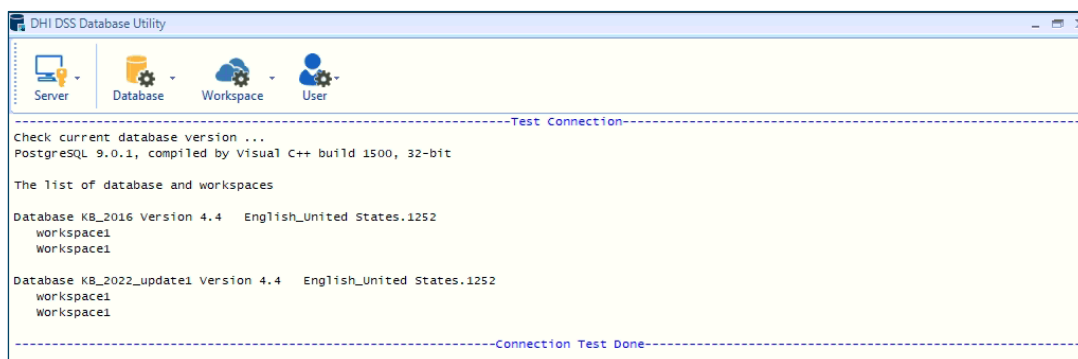 DHI DSS Database Utility
Server Database Workspace User
--------------------Test Connection--------------------
Check current database version ...
PostgreSQL 9.0.1, compiled by Visual C++ build 1500, 32-bit
The list of database and workspaces
Database KB_2016 Version 4.4   English_United States.1252
workspace1
Workspace1
Database KB_2022_update1 Version 4.4   English_United States.1252
workspace1
Workspace1
--------------------Connection Test Done--------------------